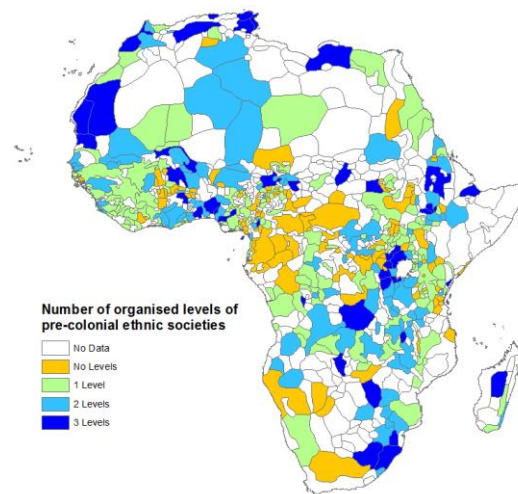 Number of organised levels of
pre-colonial ethnic societies
No Data
No Levels
1 Level
2 Levels
3 Levels